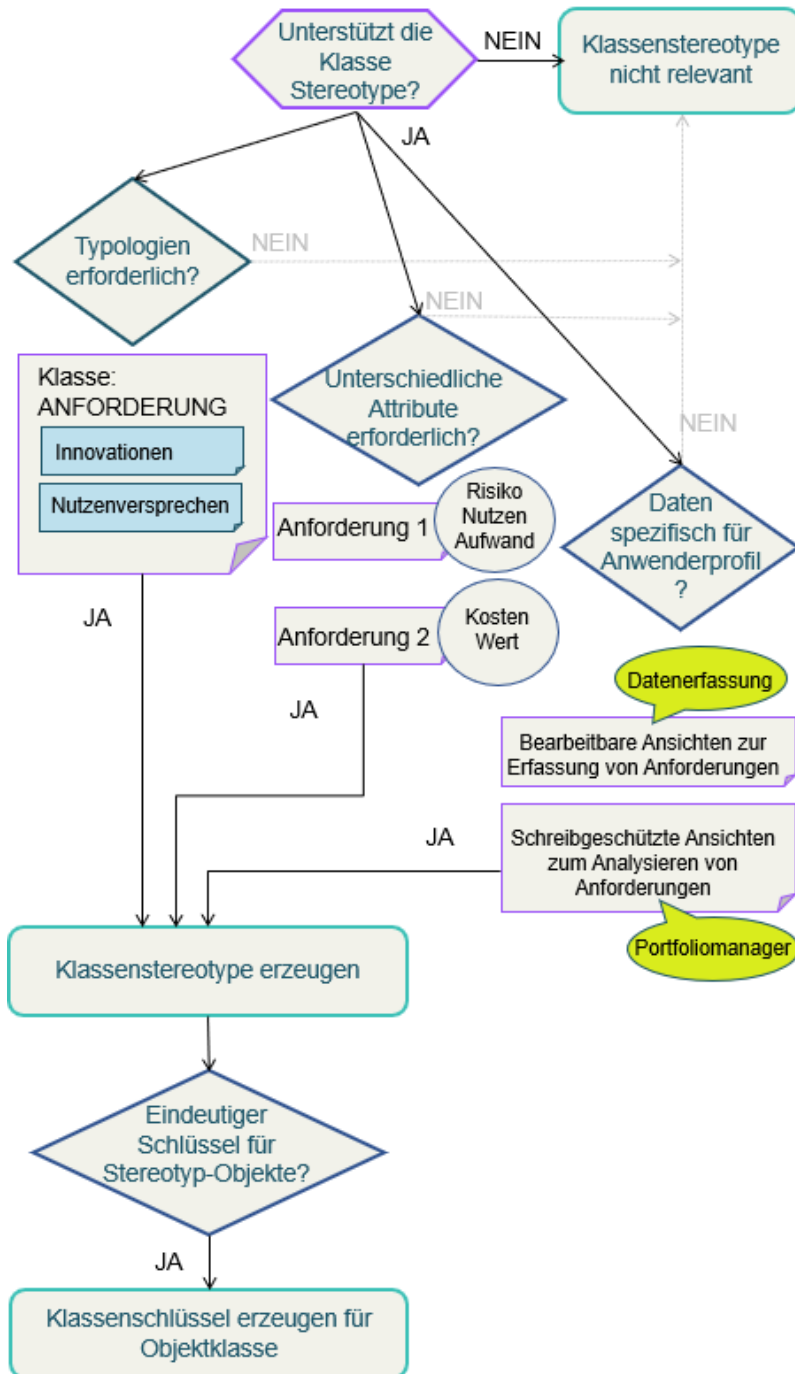 Unterstützt die
Klasse
Stereotype?
NEIN
Klassenstereotype
nicht relevant
JA
Typologien
erforderlich?
NEIN
NEIN
Unterschiedliche
Attribute
erforderlich?
NEIN
Daten
spezifisch für
Anwenderprofil
?
Klasse:
ANFORDERUNG
Innovationen
Nutzenversprechen
Anforderung 1
Risiko
Nutzen
Aufwand
JA
Anforderung 2
Kosten
Wert
JA
Datenerfassung
Bearbeitbare Ansichten zur
Erfassung von Anforderungen
JA
Schreibgeschützte Ansichten
zum Analysieren von
Anforderungen
Portfoliomanager
Klassenstereotype erzeugen
Eindeutiger
Schlüssel für
Stereotyp-Objekte?
JA
Klassenschlüssel erzeugen für
Objektklasse